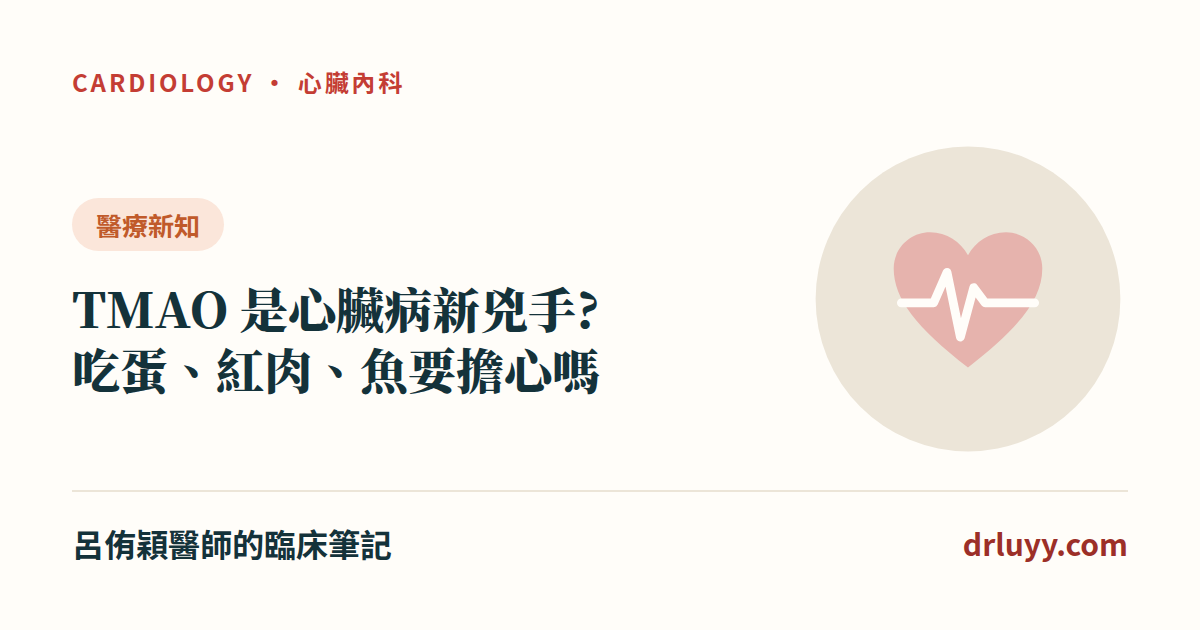 CARDIOLOGY · 心臟內科
醫療新知
TMAO 是心臟病新兇手?
吃蛋、紅肉、魚要擔心嗎
呂侑穎醫師的臨床筆記
drluyy.com